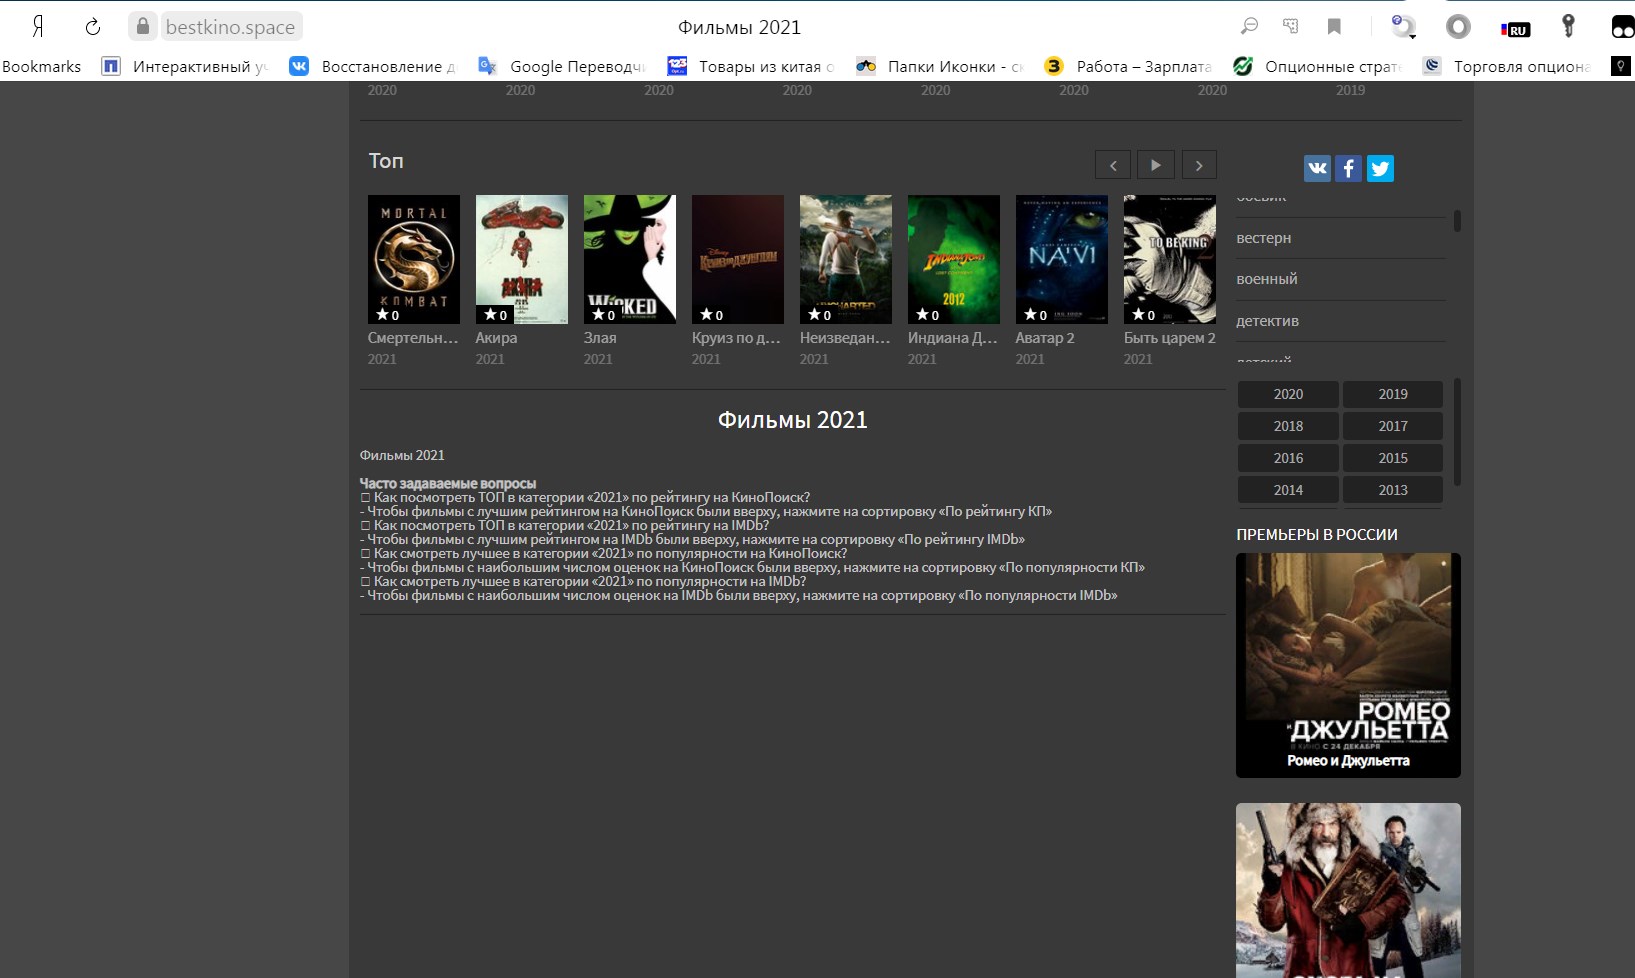 bestkino.space
Фильмы 2021
RU
Bookmarks
Интерактивный
Восстановление
Google Переводч
Товары из китая
Папки Иконки -
Работа – Зарплата
Опционные страте
Торговля опциона
2020 2020 2020 2020 2020 2020 2020 2019
Топ
MORTAL
KOMBAT
АКИРА
WICKED
Disney
Круиз по джунглям
UNCHARTED
INDIANA JONES
2012
NA'VI
TO BE KING
★ 0 ★ 0 ★ 0 ★ 0 ★ 0 ★ 0 ★ 0 ★ 0
Смертельн... Акира Злая Круиз по д... Неизведан... Индиана Д... Аватар 2 Быть царем 2
2021 2021 2021 2021 2021 2021 2021 2021
Фильмы 2021
Фильмы 2021
Часто задаваемые вопросы
Как посмотреть ТОП в категории «2021» по рейтингу на КиноПоиск?
- Чтобы фильмы с лучшим рейтингом на КиноПоиск были вверху, нажмите на сортировку «По рейтингу КП»
Как посмотреть ТОП в категории «2021» по рейтингу на IMDb?
- Чтобы фильмы с лучшим рейтингом на IMDb были вверху, нажмите на сортировку «По рейтингу IMDb»
Как смотреть лучшее в категории «2021» по популярности на КиноПоиск?
- Чтобы фильмы с наибольшим числом оценок на КиноПоиск были вверху, нажмите на сортировку «По популярности КП»
Как смотреть лучшее в категории «2021» по популярности на IMDb?
- Чтобы фильмы с наибольшим числом оценок на IMDb были вверху, нажмите на сортировку «По популярности IMDb»
боевик
вестерн
военный
детектив
детский
2020 2019
2018 2017
2016 2015
2014 2013
ПРЕМЬЕРЫ В РОССИИ
РОМЕО
И ДЖУЛЬЕТТА
В КИНО С 24 ДЕКАБРЯ
Ромео и Джульетта